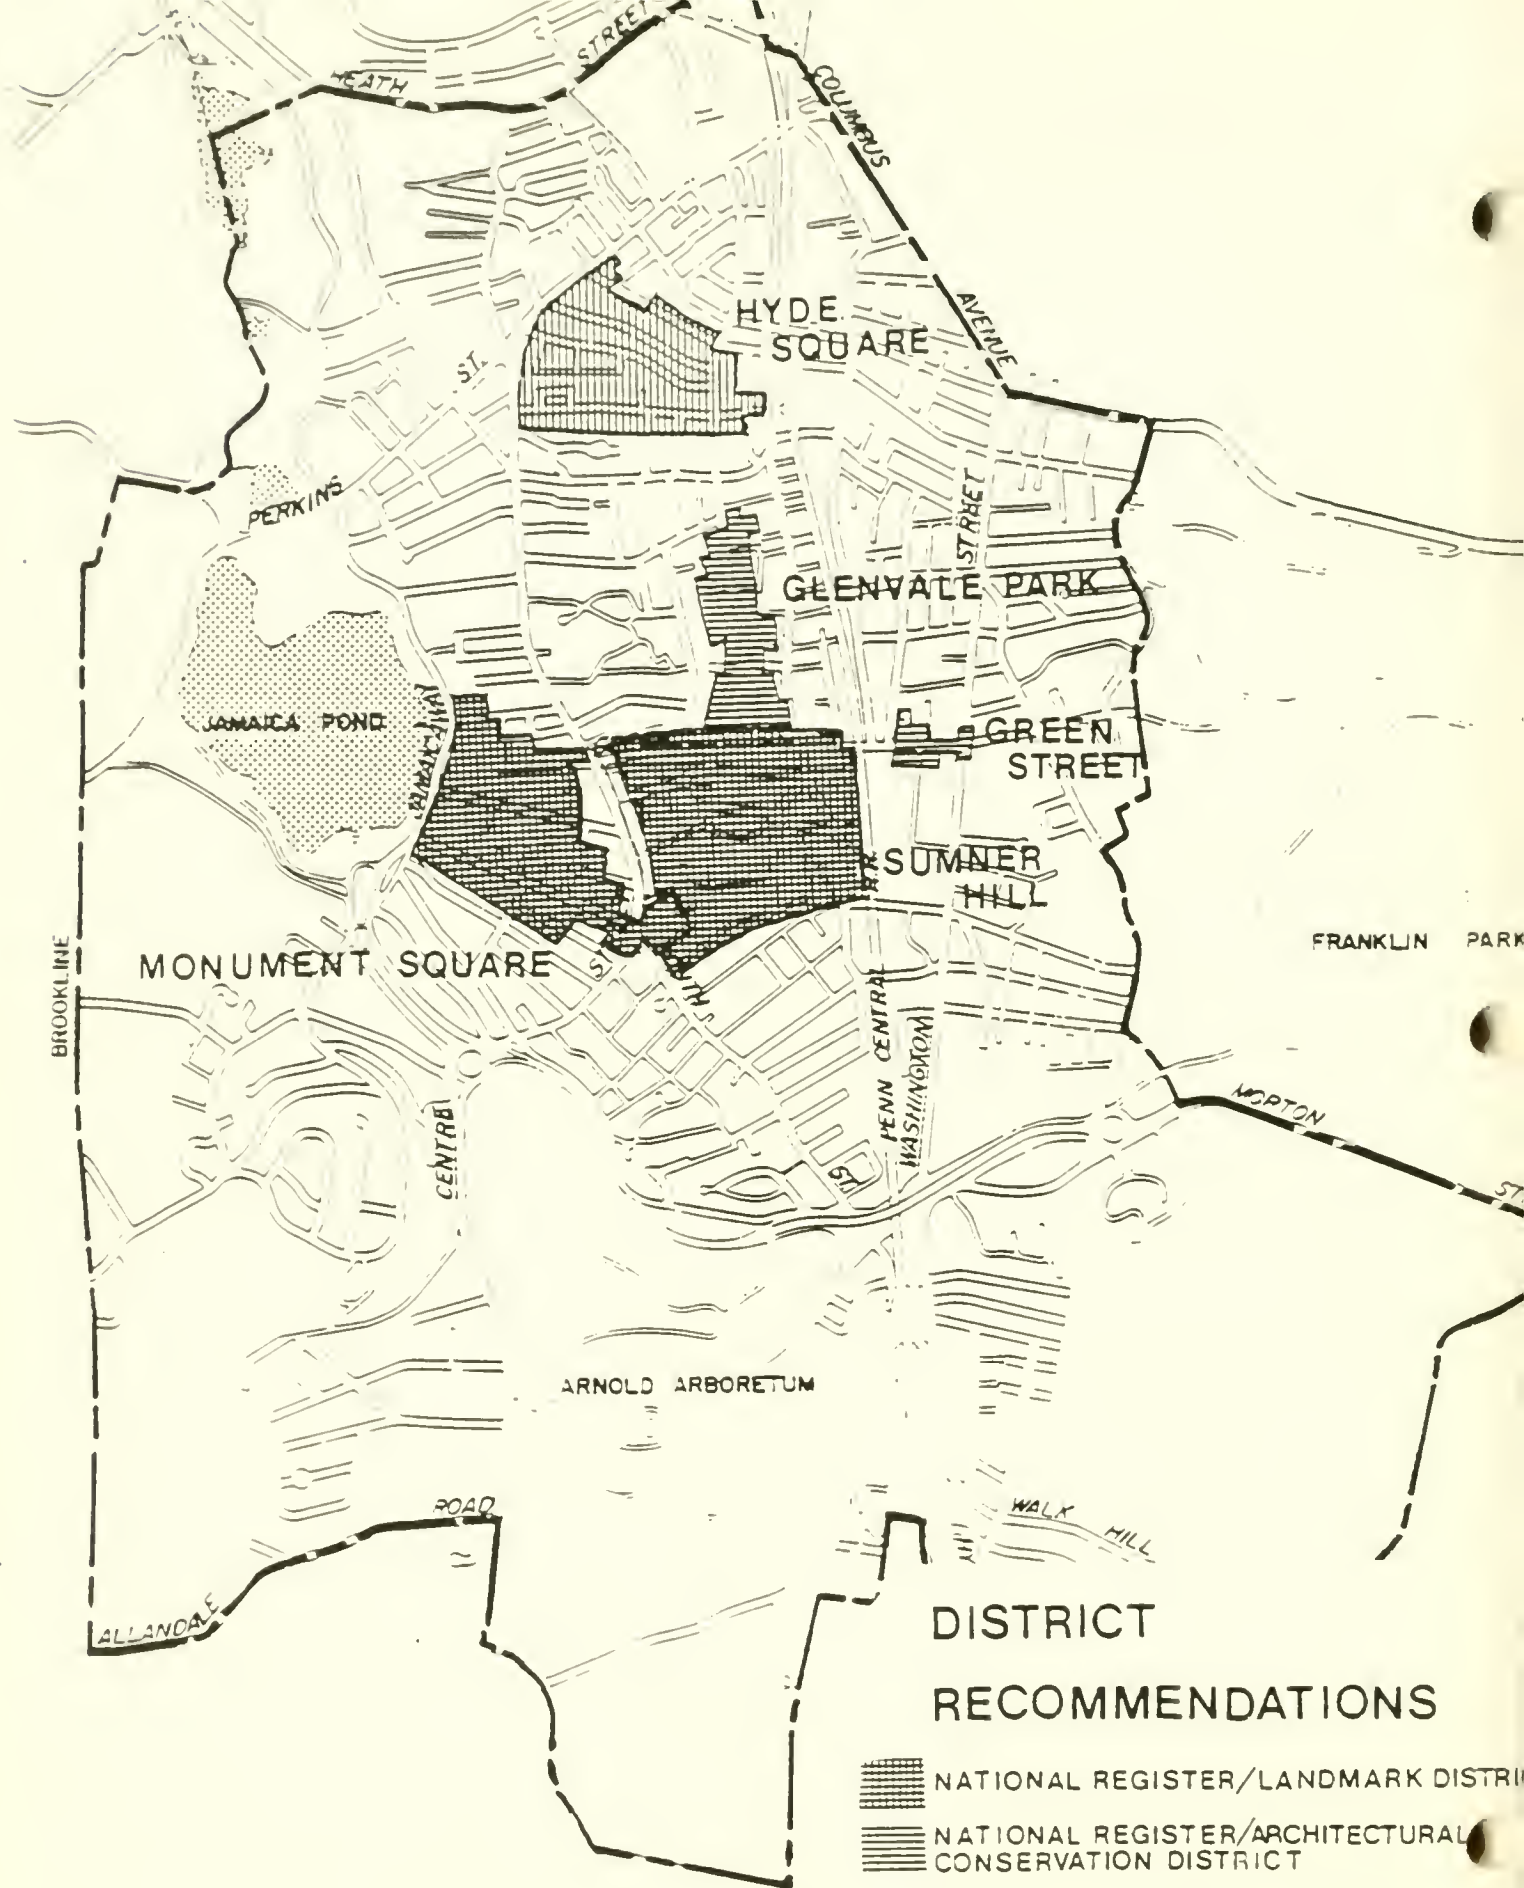 HEATH
STREET
COLUMBUS
AVENUE
HYDE
SQUARE
ST.
PERKINS
STREET
GLENVALE PARK
JAMAICA POND
JAMAICAWAY
GREEN
STREET
SUMNER
HILL
R.R.
FRANKLIN PARK
MONUMENT SQUARE
BROOKLINE
PENN CENTRAL
WASHINGTON
CENTRE
MORTON
ST.
ARNOLD ARBORETUM
ROAD
WALK
HILL
ALLANDALE
DISTRICT
RECOMMENDATIONS
NATIONAL REGISTER/LANDMARK DISTRI
NATIONAL REGISTER/ARCHITECTURAL
CONSERVATION DISTRICT